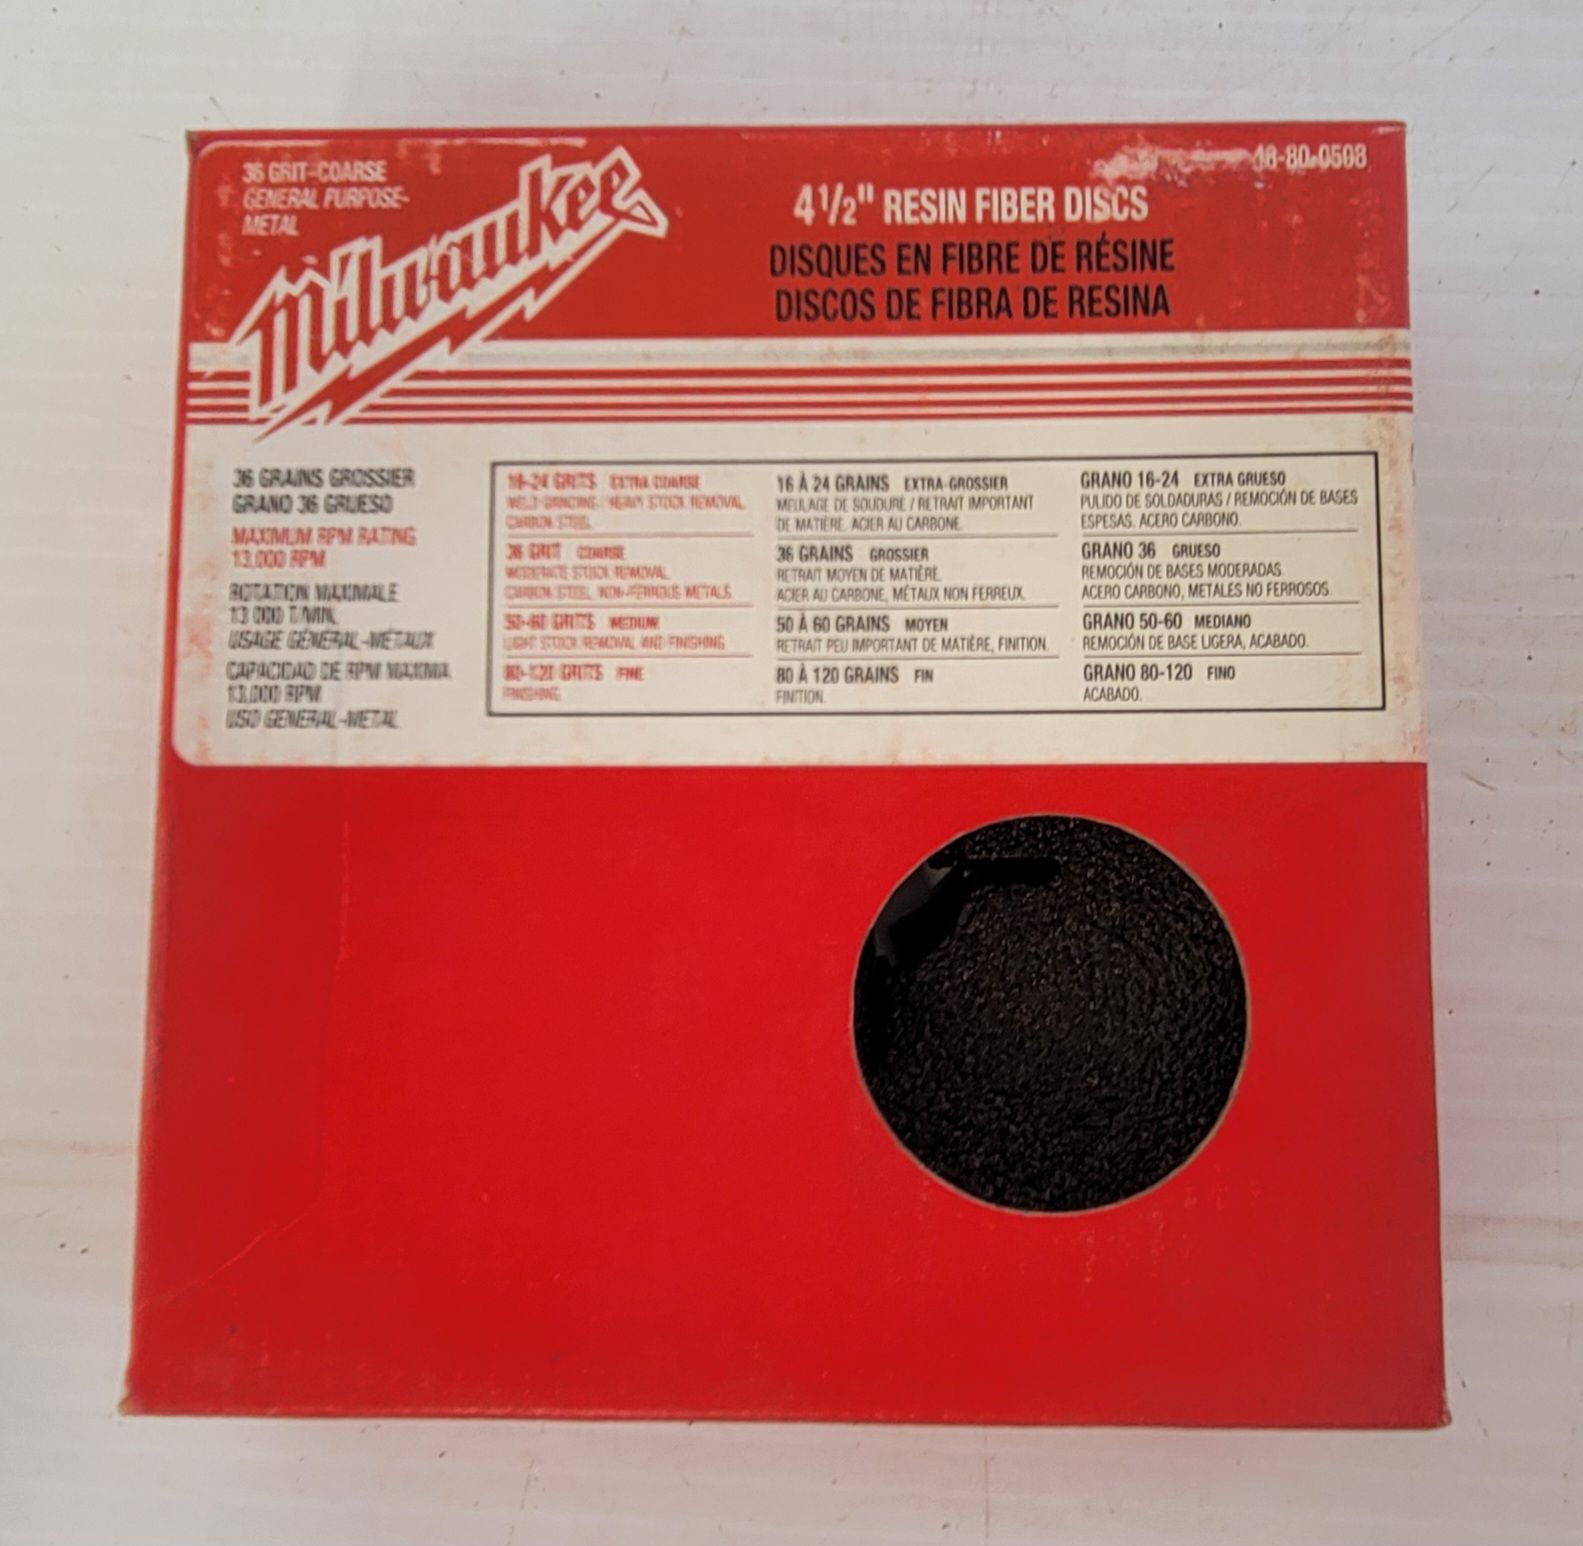 36 GRIT-COARSE
GENERAL PURPOSE-
METAL
Milwaukee
48-80-0508
4 1/2" RESIN FIBER DISCS
DISQUES EN FIBRE DE RÉSINE
DISCOS DE FIBRA DE RESINA
36 GRAINS GROSSIER
GRANO 36 GRUESO
MAXIMUM RPM RATING
13,000 RPM
ROTATION MAXIMALE
13 000 T/MIN.
USAGE GÉNÉRAL-MÉTAUX
CAPACIDAD DE RPM MAXIMA
13,000 RPM
USO GENERAL-METAL
16-24 GRITS EXTRA COARSE
WELD GRINDING. HEAVY STOCK REMOVAL
CARBON STEEL.
36 GRIT COARSE
MODERATE STOCK REMOVAL
CARBON STEEL, NON-FERROUS METALS.
50-60 GRITS MEDIUM
LIGHT STOCK REMOVAL AND FINISHING
80-120 GRITS FINE
FINISHING.
16 À 24 GRAINS EXTRA-GROSSIER
MEULAGE DE SOUDURE / RETRAIT IMPORTANT
DE MATIÈRE. ACIER AU CARBONE.
36 GRAINS GROSSIER
RETRAIT MOYEN DE MATIÈRE.
ACIER AU CARBONE, MÉTAUX NON FERREUX.
50 À 60 GRAINS MOYEN
RETRAIT PEU IMPORTANT DE MATIÈRE, FINITION.
80 À 120 GRAINS FIN
FINITION.
GRANO 16-24 EXTRA GRUESO
PULIDO DE SOLDADURAS / REMOCIÓN DE BASES
ESPESAS. ACERO CARBONO.
GRANO 36 GRUESO
REMOCIÓN DE BASES MODERADAS.
ACERO CARBONO, METALES NO FERROSOS.
GRANO 50-60 MEDIANO
REMOCIÓN DE BASE LIGERA, ACABADO.
GRANO 80-120 FINO
ACABADO.